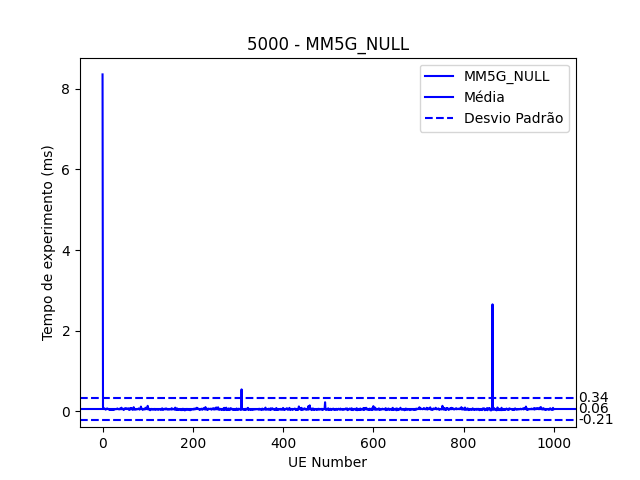 5000 - MM5G_NULL
MM5G_NULL
Média
Desvio Padrão
Tempo de experimento (ms)
8
6
4
2
0
0.34
0.06
-0.21
0 200 400 600 800 1000
UE Number